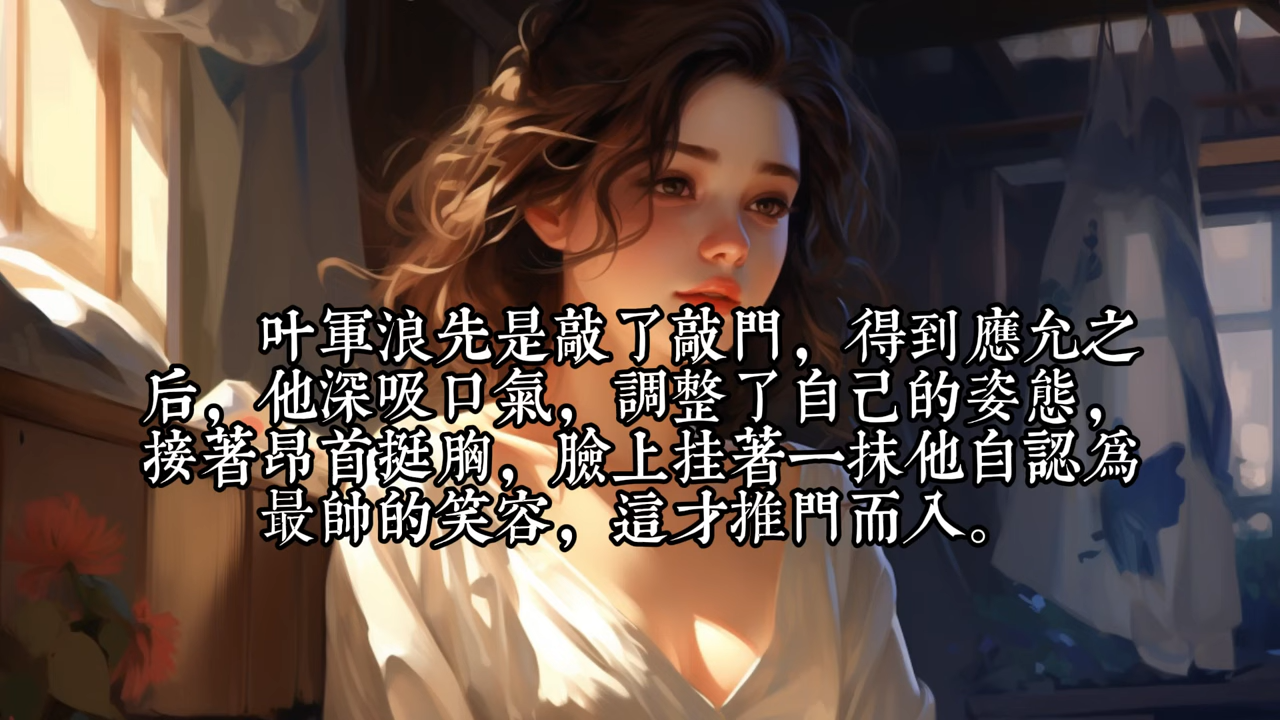 叶軍浪先是敲了敲門，得到應允之
后，他深吸口氣，調整了自己的姿態，
接著昂首挺胸，臉上挂著一抹他自認爲
最帥的笑容，這才推門而入。